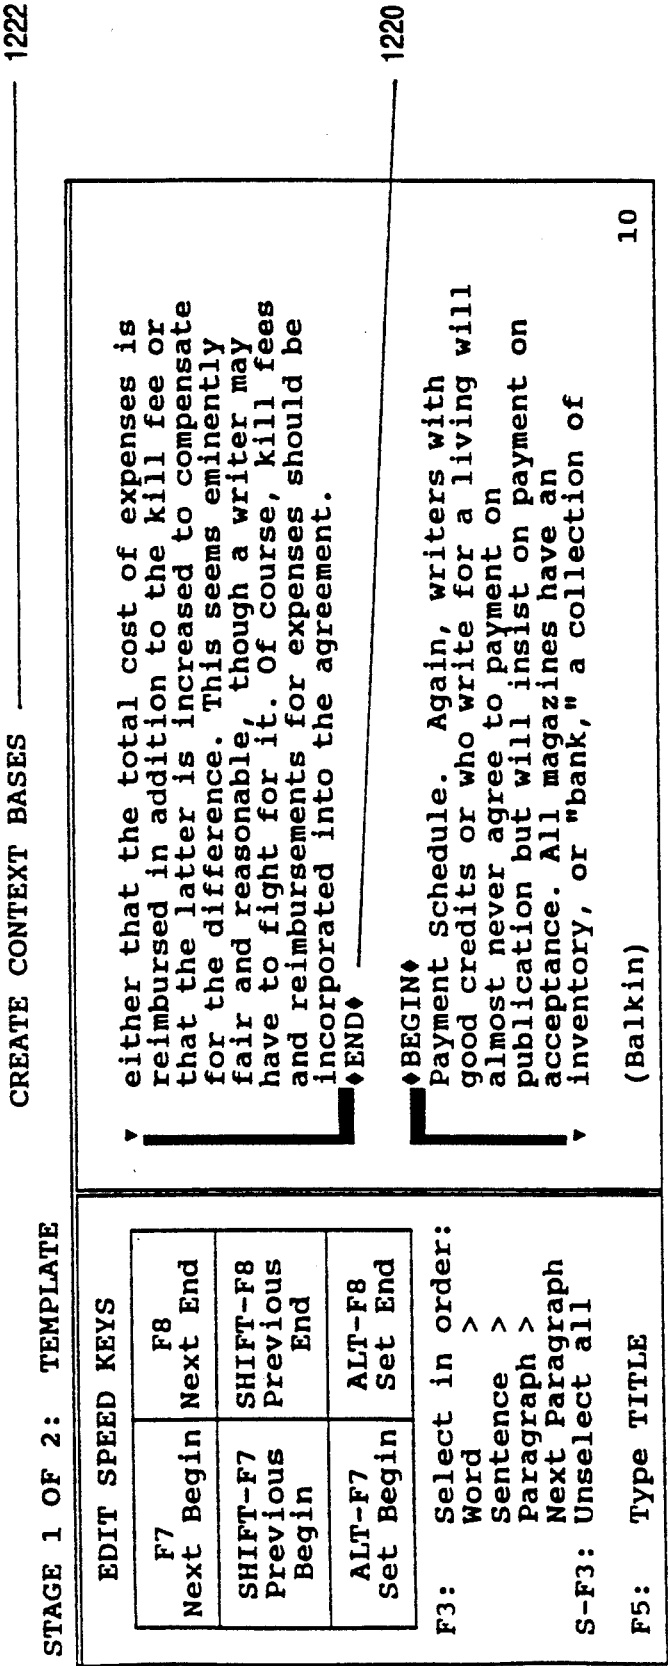 CREATE CONTEXT BASES
1222
STAGE 1 OF 2: TEMPLATE
EDIT SPEED KEYS
F7
Next Begin
F8
Next End
SHIFT-F7
Previous
Begin
SHIFT-F8
Previous
End
ALT-F7
Set Begin
ALT-F8
Set End
F3: Select in order:
Word >
Sentence >
Paragraph >
Next Paragraph
S-F3: Unselect all
F5: Type TITLE
either that the total cost of expenses is
reimbursed in addition to the kill fee or
that the latter is increased to compensate
for the difference. This seems eminently
fair and reasonable, though a writer may
have to fight for it. Of course, kill fees
and reimbursements for expenses should be
incorporated into the agreement.
♦END♦
1220
♦BEGIN♦
Payment Schedule. Again, writers with
good credits or who write for a living will
almost never agree to payment on
publication but will insist on payment on
acceptance. All magazines have an
inventory, or "bank," a collection of
(Balkin)
10